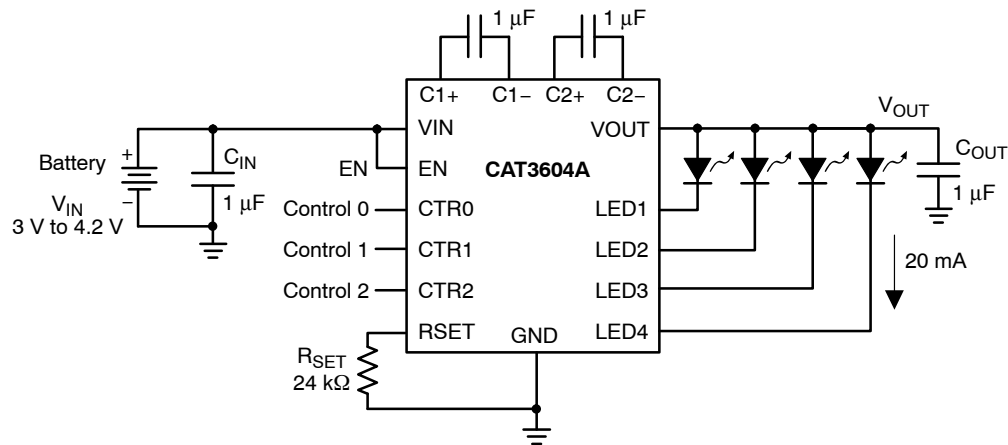 1 μF 1 μF
C1+ C1− C2+ C2−
VIN VOUT VOUT
Battery + CIN EN EN CAT3604A COUT
− 1 μF 1 μF
VIN
3 V to 4.2 V
Control 0 CTR0 LED1
Control 1 CTR1 LED2
20 mA
Control 2 CTR2 LED3
RSET GND LED4
RSET
24 kΩ